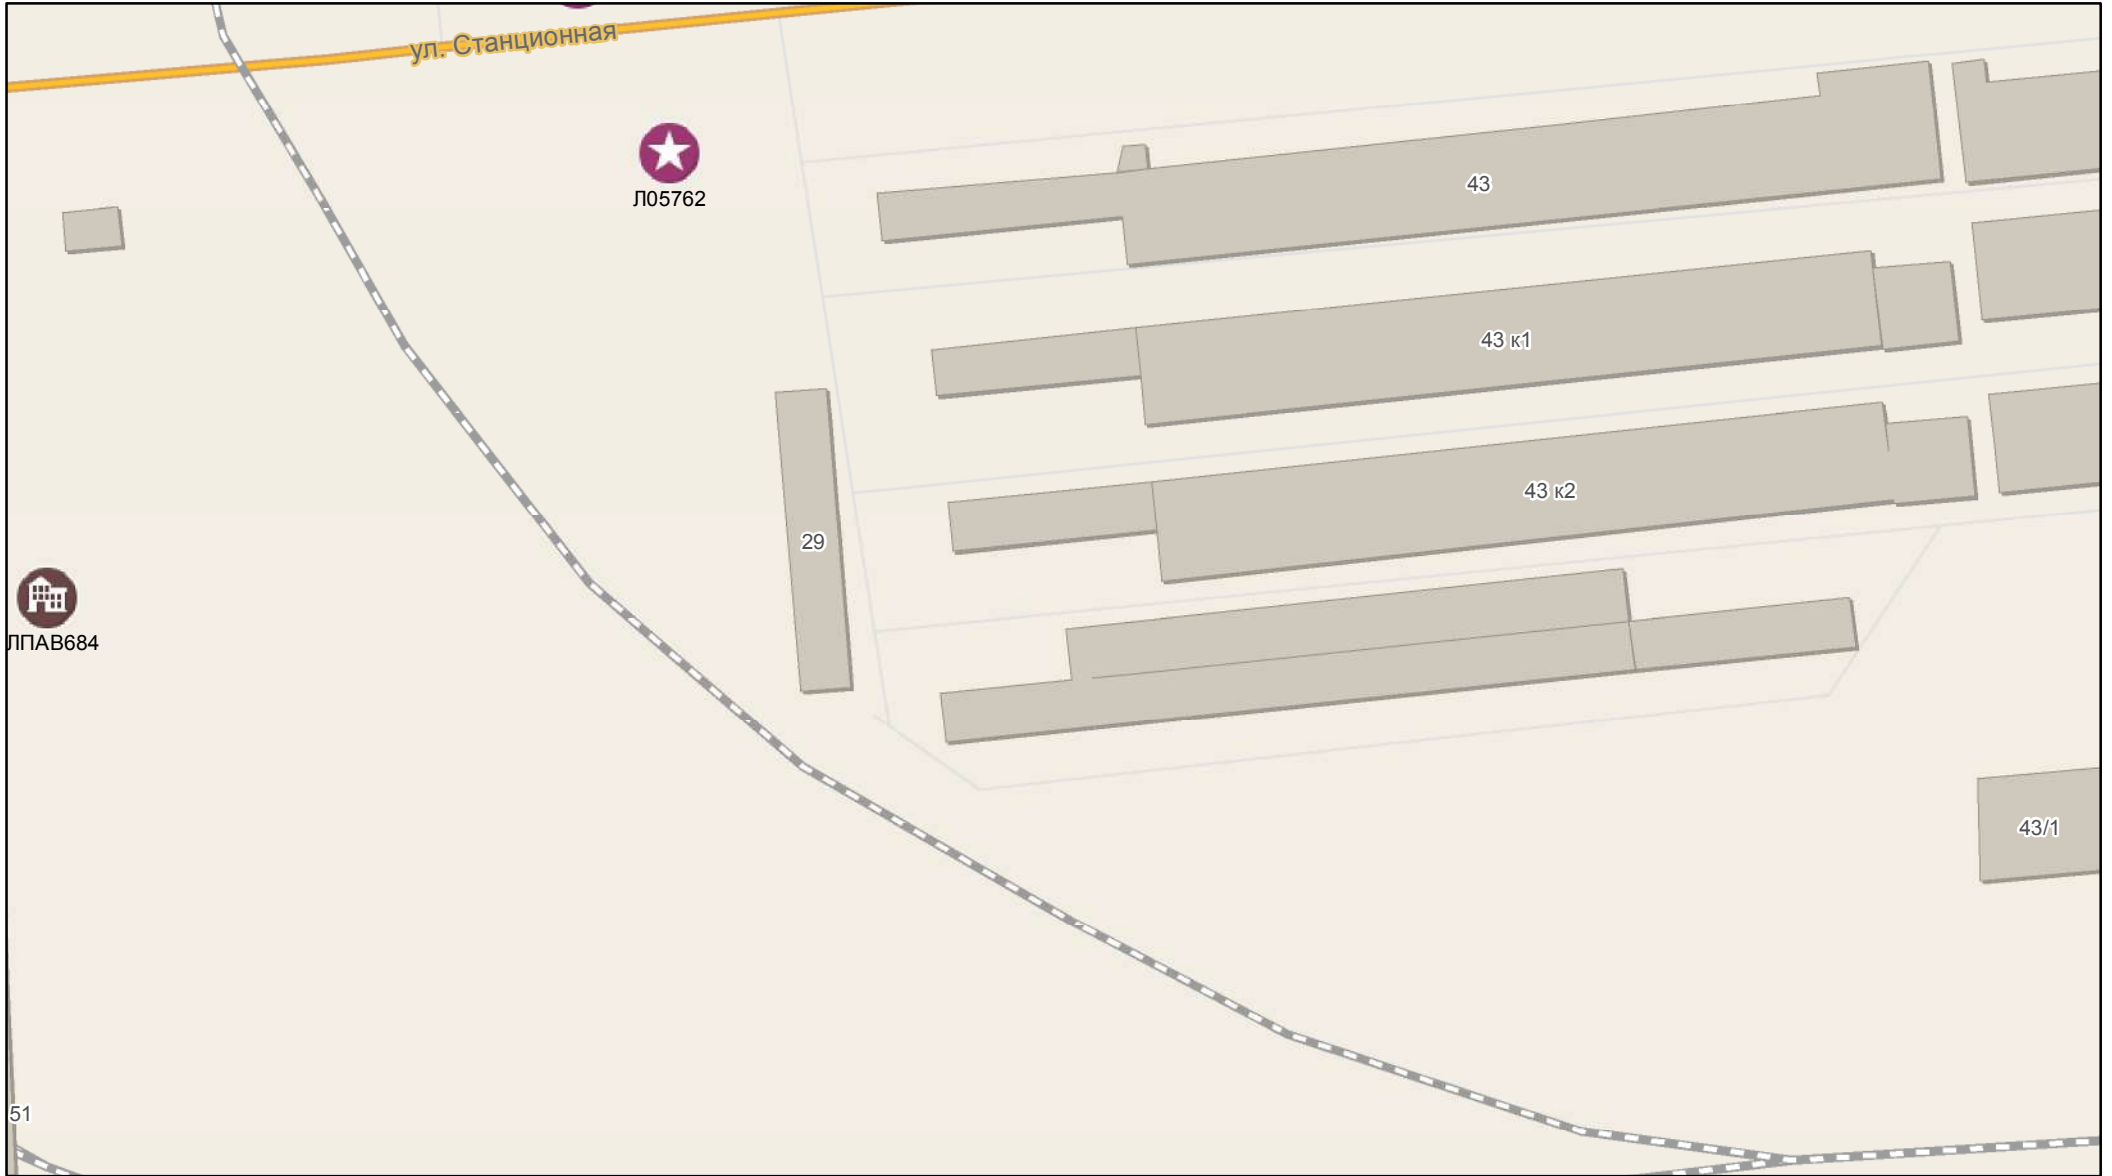 ул. Станционная
Л05762
43
43 к1
43 к2
29
ЛПАВ684
43/1
51